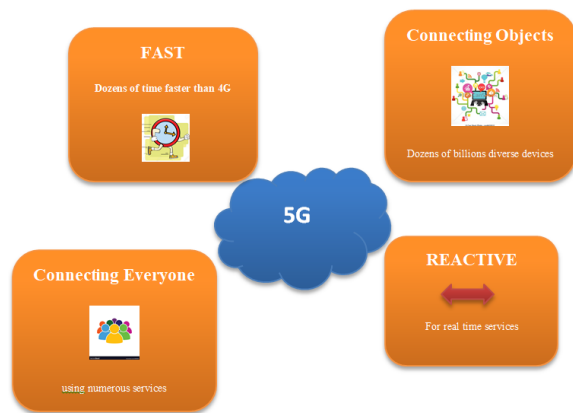 FAST
Dozens of time faster than 4G
Connecting Objects
Dozens of billions diverse devices
5G
Connecting Everyone
using numerous services
REACTIVE
For real time services